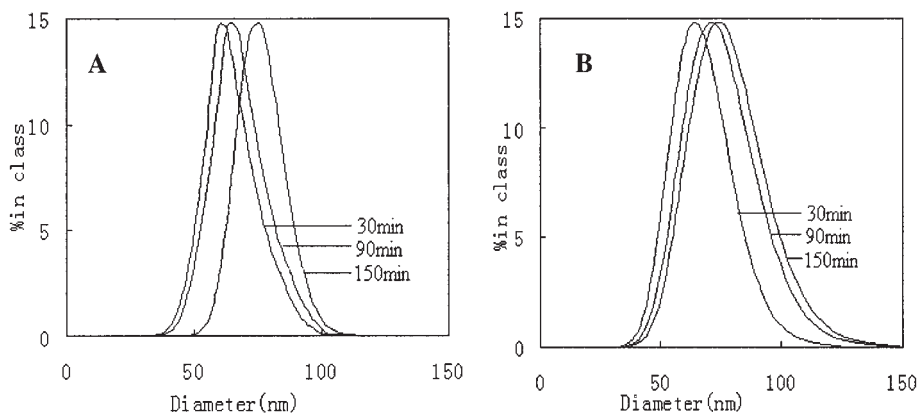 15
A
10
%in class
30min
5
90min
150min
0
0 50 100 150
Diameter(nm)
15
B
10
%in class
30min
5
90min
150min
0
0 50 100 150
Diameter(nm)